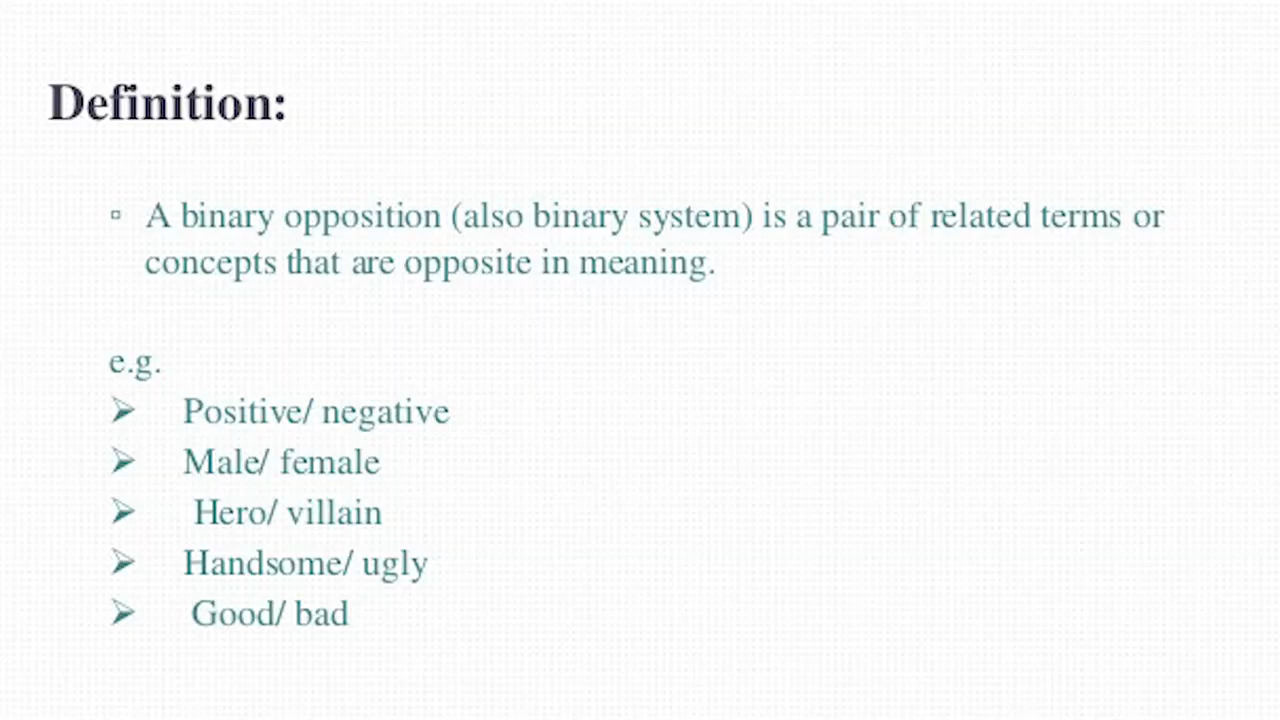 Definition:
▫ A binary opposition (also binary system) is a pair of related terms or
concepts that are opposite in meaning.
e.g.
➢ Positive/ negative
➢ Male/ female
➢ Hero/ villain
➢ Handsome/ ugly
➢ Good/ bad